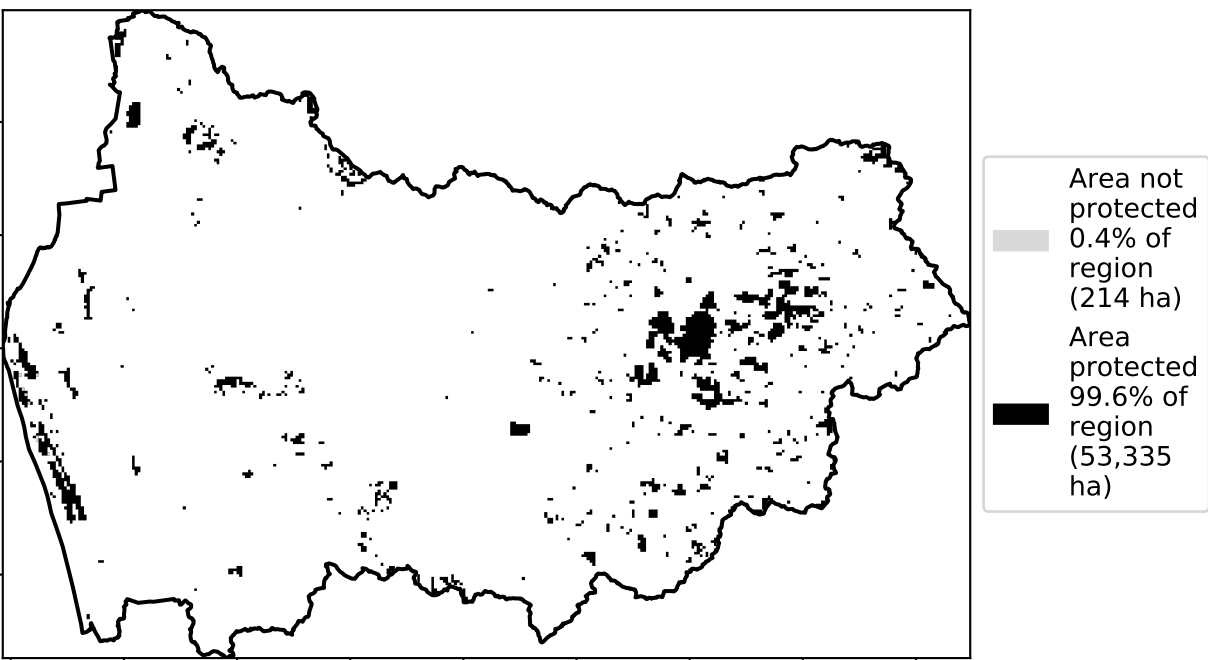 Area not
protected
0.4% of
region
(214 ha)
Area
protected
99.6% of
region
(53,335
ha)